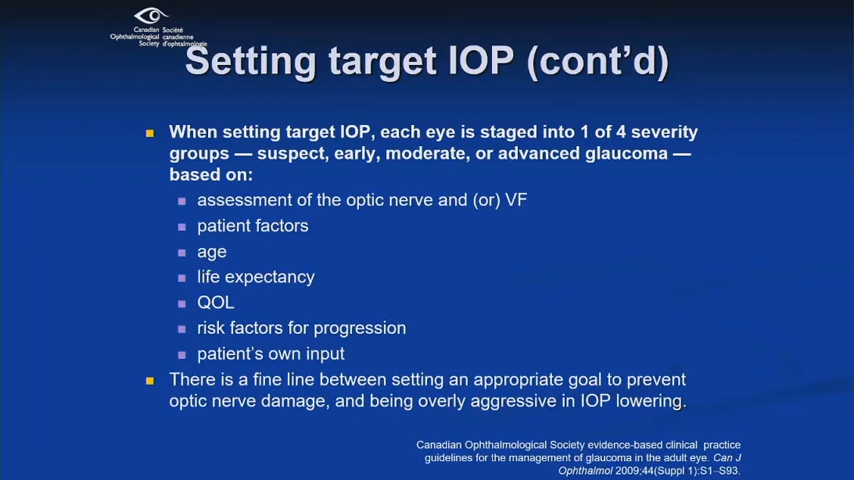 Canadian Société
Ophthalmological canadienne
Society d'ophtalmologie
Setting target IOP (cont'd)
When setting target IOP, each eye is staged into 1 of 4 severity
groups — suspect, early, moderate, or advanced glaucoma —
based on:
assessment of the optic nerve and (or) VF
patient factors
age
life expectancy
QOL
risk factors for progression
patient's own input
There is a fine line between setting an appropriate goal to prevent
optic nerve damage, and being overly aggressive in IOP lowering.
Canadian Ophthalmological Society evidence-based clinical practice
guidelines for the management of glaucoma in the adult eye. Can J
Ophthalmol 2009;44(Suppl 1):S1–S93.